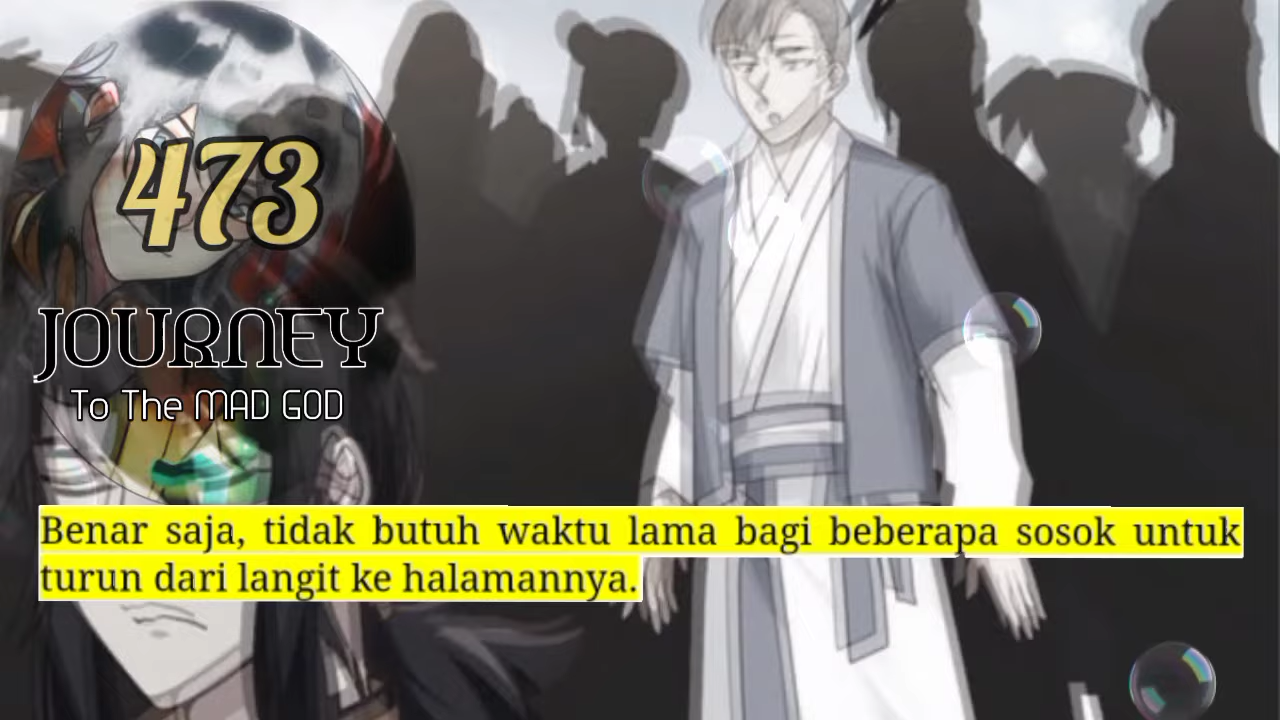 473
JOURNEY
To The MAD GOD
Benar saja, tidak butuh waktu lama bagi beberapa sosok untuk
turun dari langit ke halamannya.